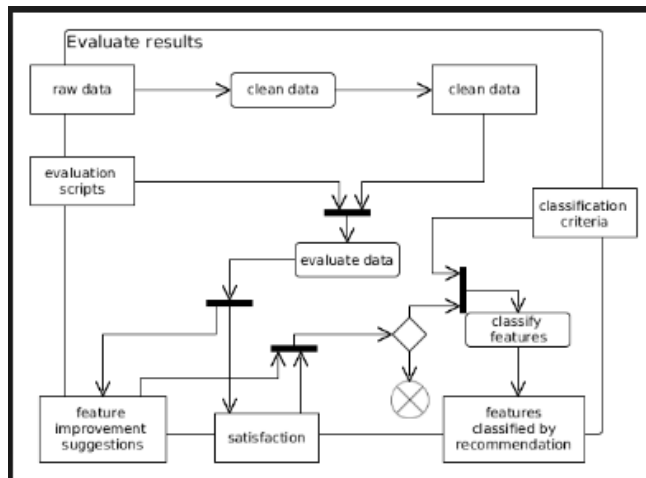 Evaluate results
raw data
clean data
clean data
evaluation
scripts
classification
criteria
evaluate data
classify
features
feature
improvement
suggestions
satisfaction
features
classified by
recommendation